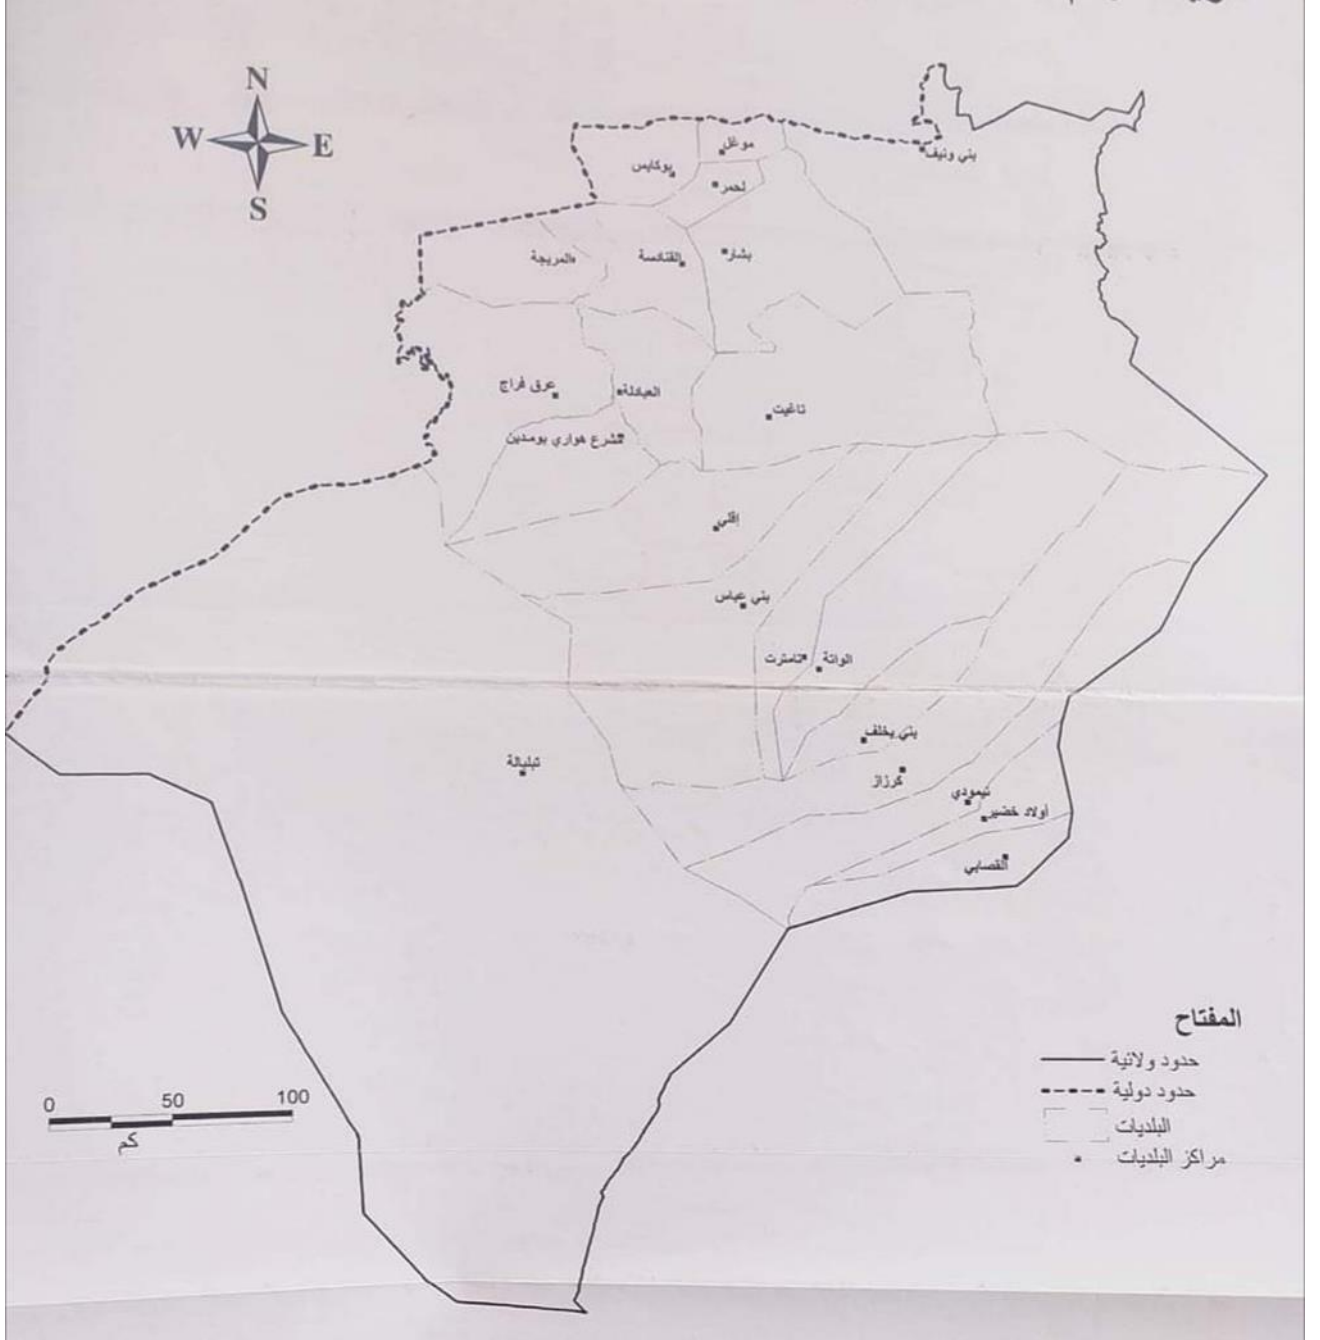 N
W E
S
موغل
بوكايس
لحمر
بني ونيف
المريجة
القنادسة
بشار
عرق فراج
العبادلة
تاغيت
مشرع هواري بومدين
إقلي
بني عباس
تامترت
الواتة
بني يخلف
تبلبالة
كرزاز
تيمودي
أولاد خضير
القصابي
المفتاح
حدود ولائية
حدود دولية
البلديات
مراكز البلديات
0 50 100
كم